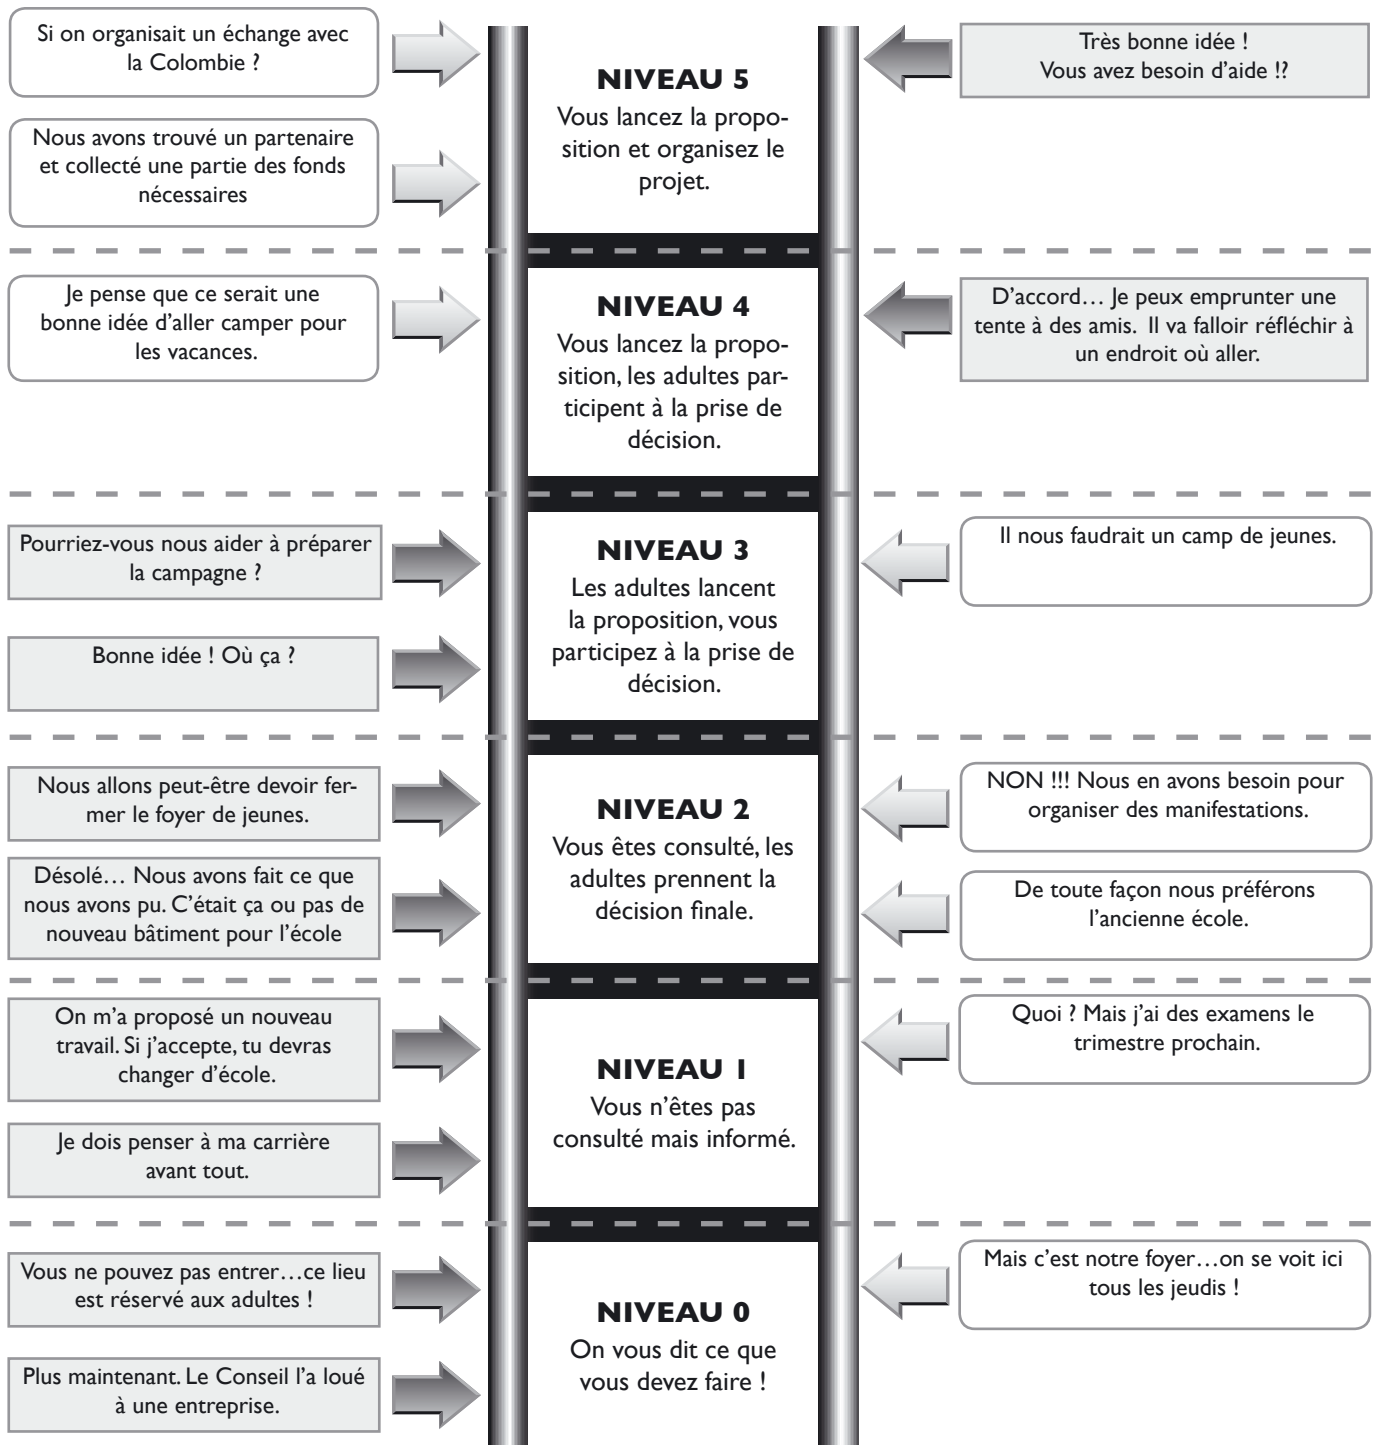 Si on organisait un échange avec
la Colombie ?
Nous avons trouvé un partenaire
et collecté une partie des fonds
nécessaires
NIVEAU 5
Vous lancez la propo-
sition et organisez le
projet.
Très bonne idée !
Vous avez besoin d'aide !?
Je pense que ce serait une
bonne idée d'aller camper pour
les vacances.
NIVEAU 4
Vous lancez la propo-
sition, les adultes par-
ticipent à la prise de
décision.
D'accord… Je peux emprunter une
tente à des amis. Il va falloir réfléchir à
un endroit où aller.
Pourriez-vous nous aider à préparer
la campagne ?
Bonne idée ! Où ça ?
NIVEAU 3
Les adultes lancent
la proposition, vous
participez à la prise de
décision.
Il nous faudrait un camp de jeunes.
Nous allons peut-être devoir fer-
mer le foyer de jeunes.
Désolé… Nous avons fait ce que
nous avons pu. C'était ça ou pas de
nouveau bâtiment pour l'école
NIVEAU 2
Vous êtes consulté, les
adultes prennent la
décision finale.
NON !!! Nous en avons besoin pour
organiser des manifestations.
De toute façon nous préférons
l'ancienne école.
On m'a proposé un nouveau
travail. Si j'accepte, tu devras
changer d'école.
Je dois penser à ma carrière
avant tout.
NIVEAU 1
Vous n'êtes pas
consulté mais informé.
Quoi ? Mais j'ai des examens le
trimestre prochain.
Vous ne pouvez pas entrer…ce lieu
est réservé aux adultes !
Plus maintenant. Le Conseil l'a loué
à une entreprise.
NIVEAU 0
On vous dit ce que
vous devez faire !
Mais c'est notre foyer…on se voit ici
tous les jeudis !